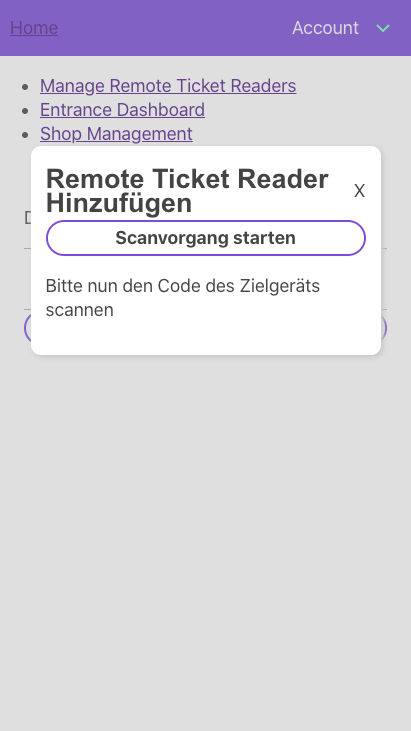 Home
Account
Manage Remote Ticket Readers
Entrance Dashboard
Shop Management
Remote Ticket Reader
Hinzufügen
X
Scanvorgang starten
Bitte nun den Code des Zielgeräts
scannen